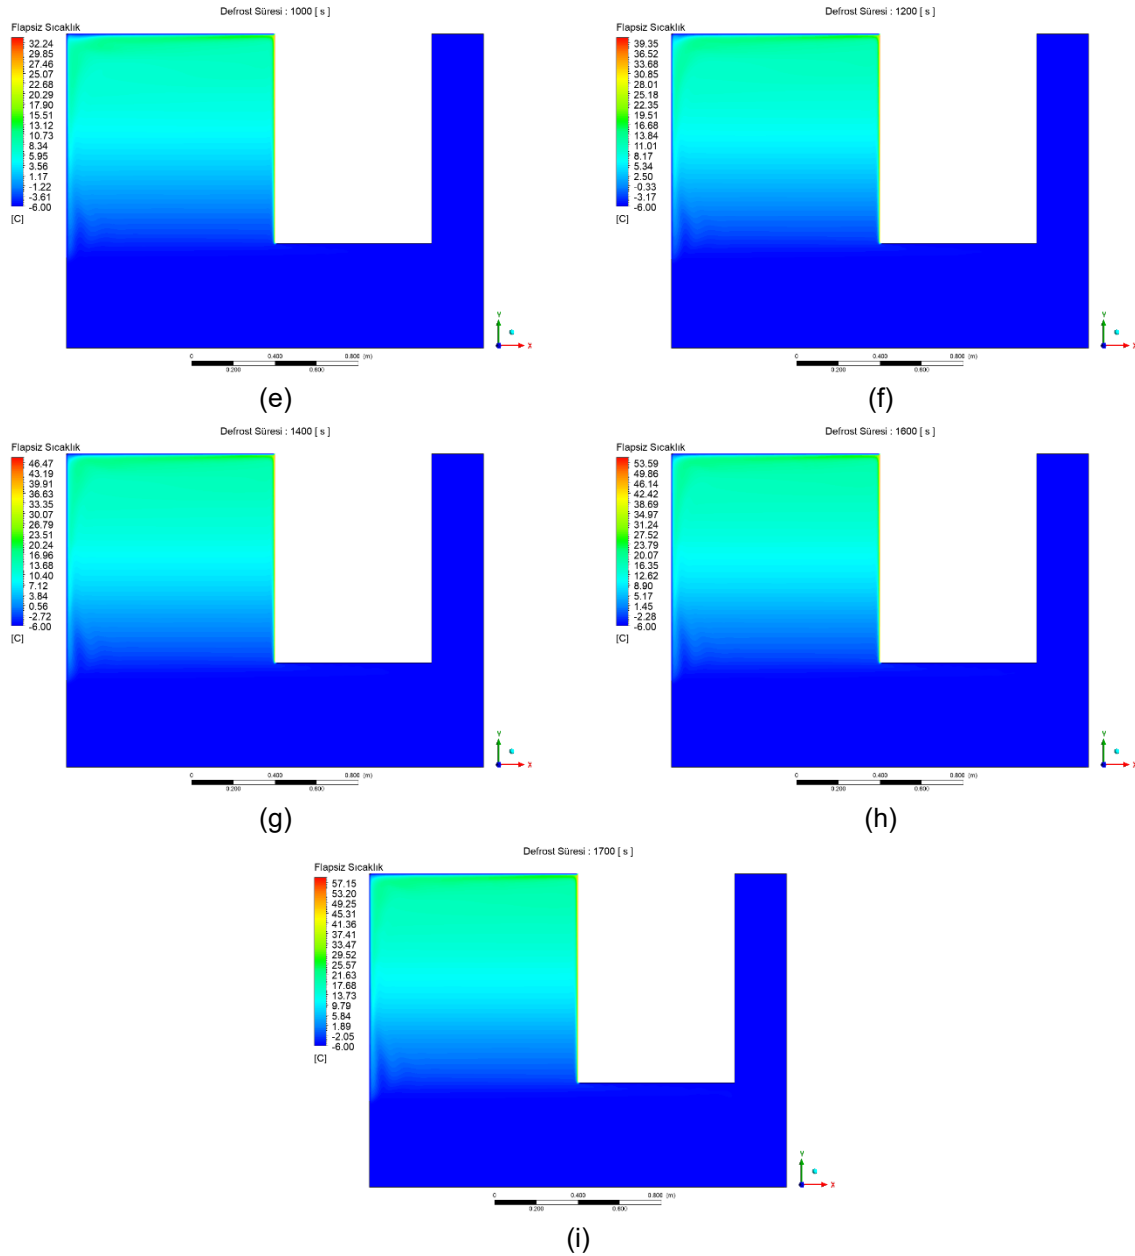 Defrost Süresi : 1000 [ s ]
Flapsiz Sıcaklık
32.24
29.85
27.46
25.07
22.68
20.29
17.90
15.51
13.12
10.73
8.34
5.95
3.56
1.17
-1.22
-3.61
-6.00
[C]
Y
X
0 0.400 0.800 (m)
0.200 0.600
(e)
Defrost Süresi : 1200 [ s ]
Flapsiz Sıcaklık
39.35
36.52
33.68
30.85
28.01
25.18
22.35
19.51
16.68
13.84
11.01
8.17
5.34
2.50
-0.33
-3.17
-6.00
[C]
Y
X
0 0.400 0.800 (m)
0.200 0.600
(f)
Defrost Süresi : 1400 [ s ]
Flapsiz Sıcaklık
46.47
43.19
39.91
36.63
33.35
30.07
26.79
23.51
20.24
16.96
13.68
10.40
7.12
3.84
0.56
-2.72
-6.00
[C]
Y
X
0 0.400 0.800 (m)
0.200 0.600
(g)
Defrost Süresi : 1600 [ s ]
Flapsiz Sıcaklık
53.59
49.86
46.14
42.42
38.69
34.97
31.24
27.52
23.79
20.07
16.35
12.62
8.90
5.17
1.45
-2.28
-6.00
[C]
Y
X
0 0.400 0.800 (m)
0.200 0.600
(h)
Defrost Süresi : 1700 [ s ]
Flapsiz Sıcaklık
57.15
53.20
49.25
45.31
41.36
37.41
33.47
29.52
25.57
21.63
17.68
13.73
9.79
5.84
1.89
-2.05
-6.00
[C]
Y
X
0 0.400 0.800 (m)
0.200 0.600
(i)